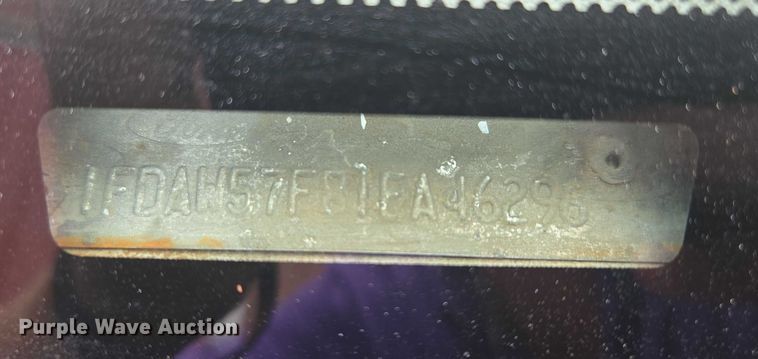 1FDAW57F81EA46296
Purple Wave Auction